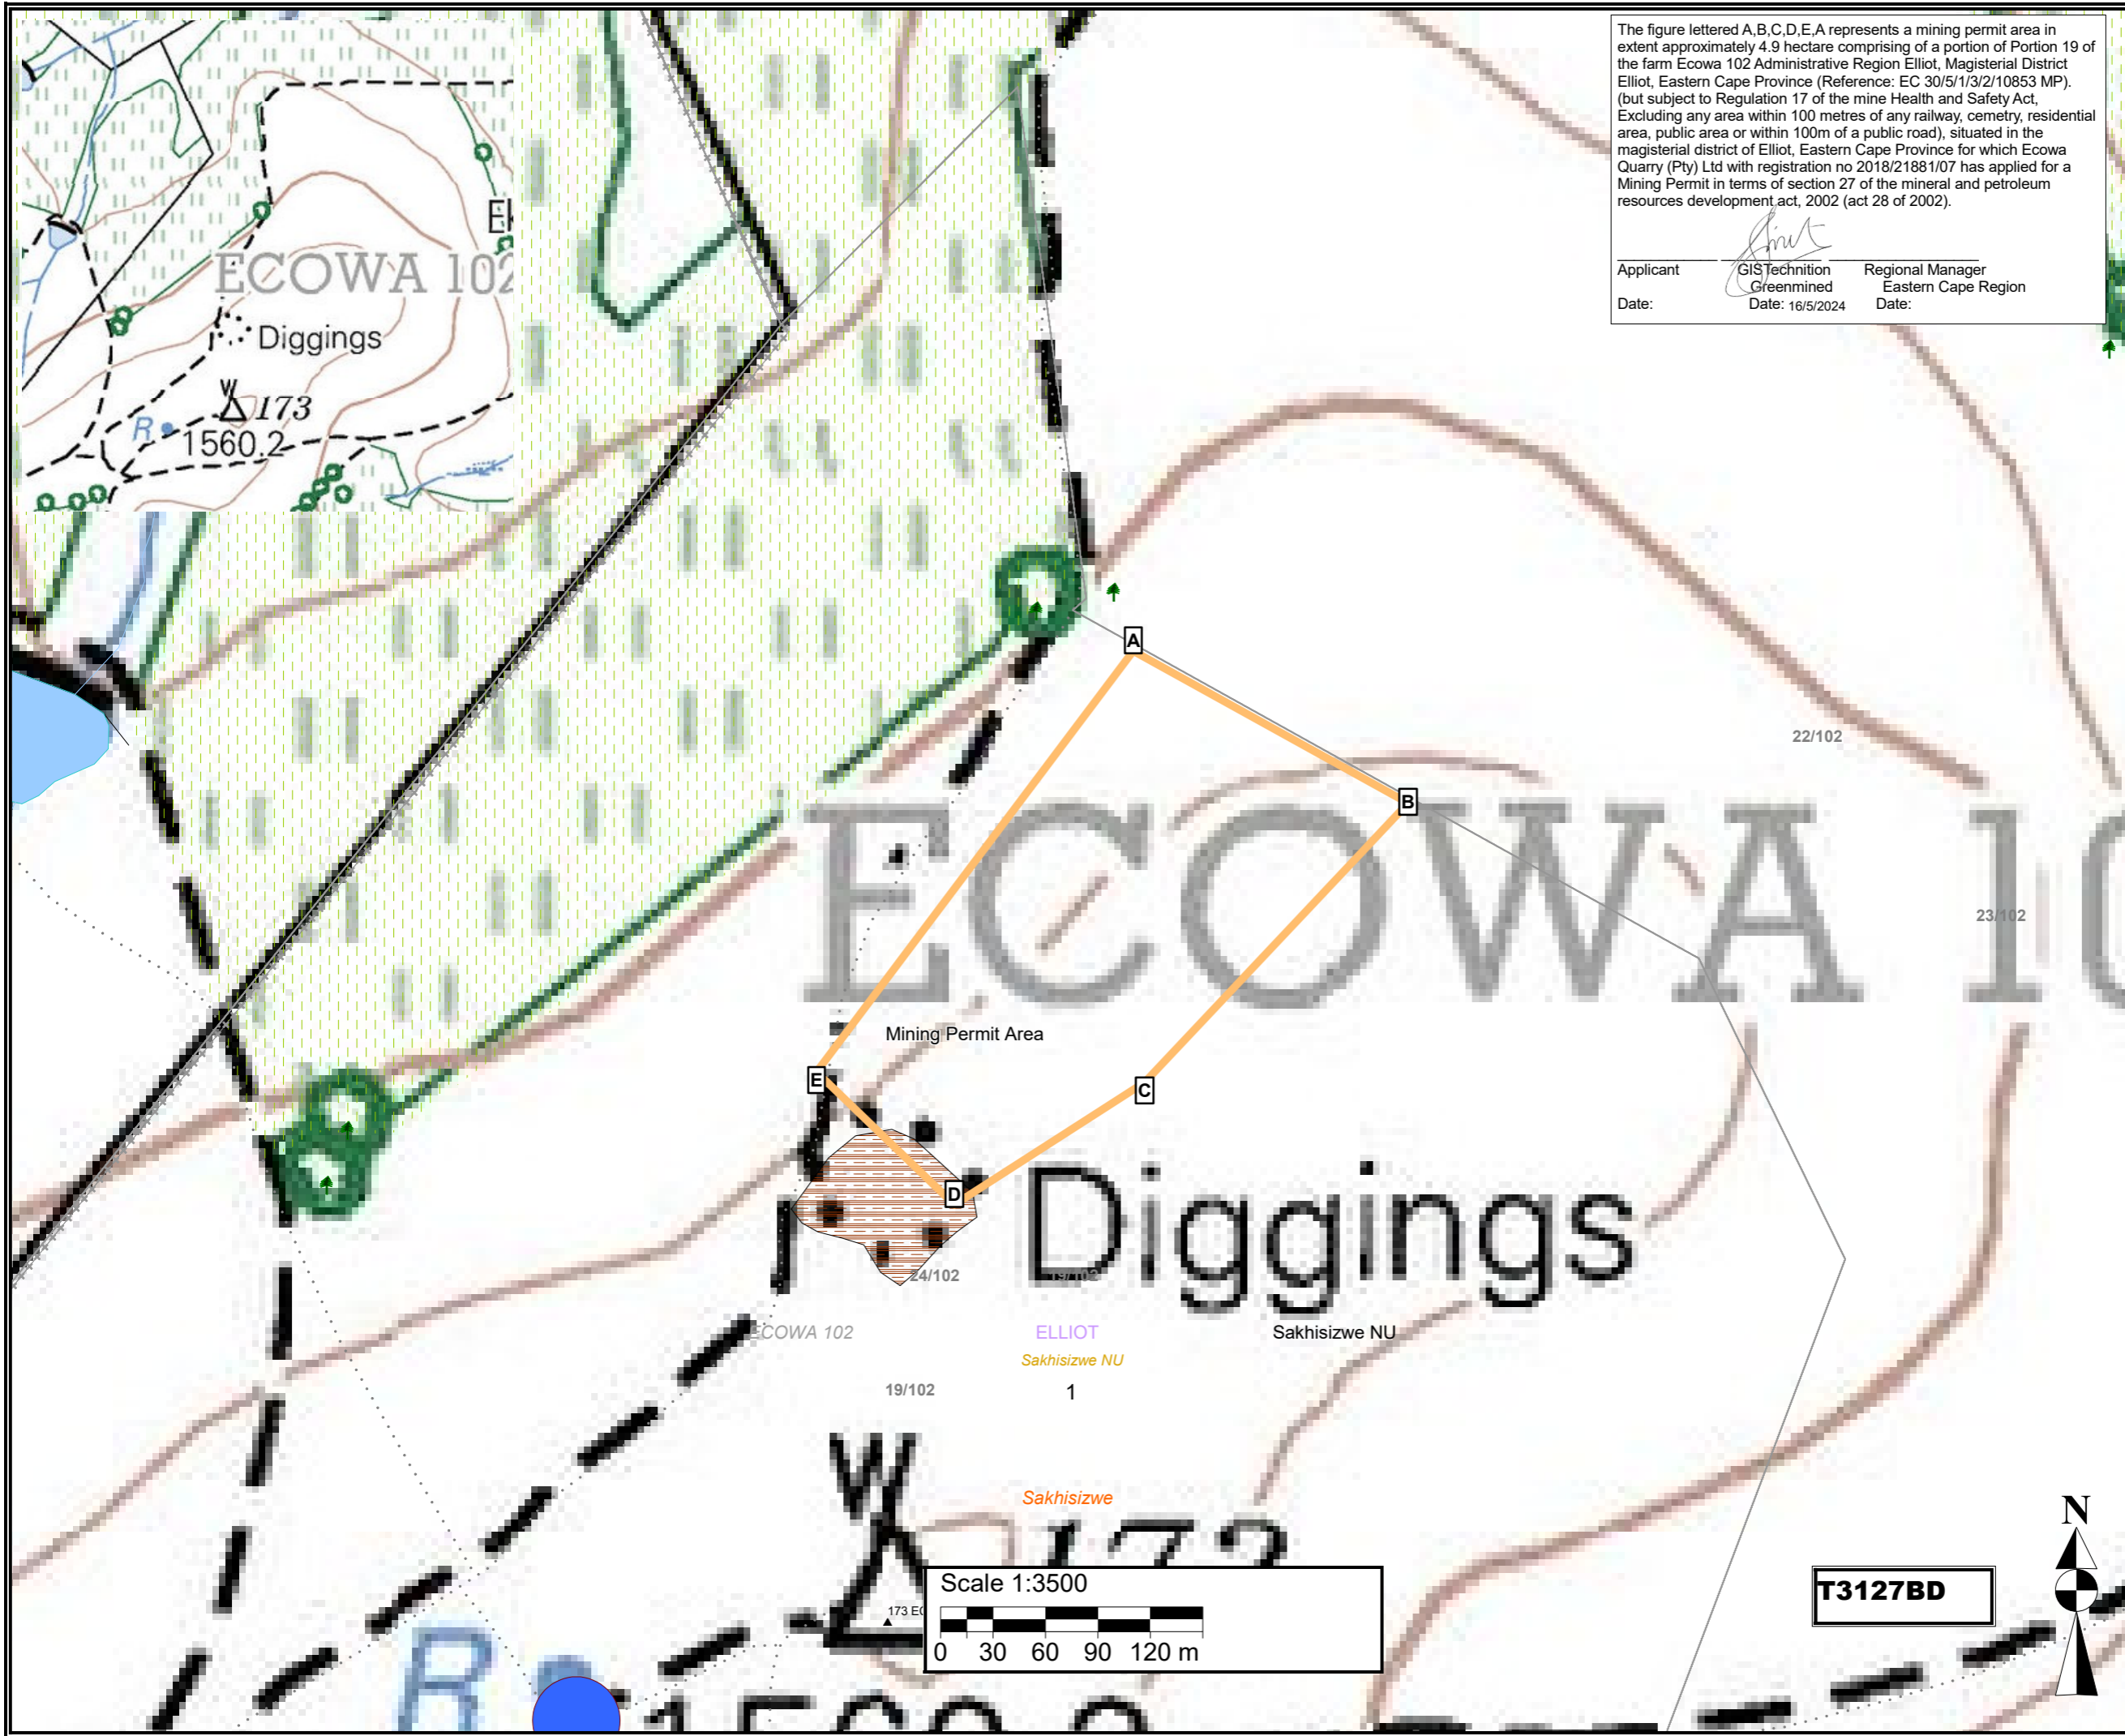 The figure lettered A,B,C,D,E,A represents a mining permit area in
extent approximately 4.9 hectare comprising of a portion of Portion 19 of
the farm Ecowa 102 Administrative Region Elliot, Magisterial District
Elliot, Eastern Cape Province (Reference: EC 30/5/1/3/2/10853 MP).
(but subject to Regulation 17 of the mine Health and Safety Act,
Excluding any area within 100 metres of any railway, cemetry, residential
area, public area or within 100m of a public road), situated in the
magisterial district of Elliot, Eastern Cape Province for which Ecowa
Quarry (Pty) Ltd with registration no 2018/21881/07 has applied for a
Mining Permit in terms of section 27 of the mineral and petroleum
resources development act, 2002 (act 28 of 2002).
Applicant GISTechnition Regional Manager
Greenmined Eastern Cape Region
Date: Date: 16/5/2024 Date:
ECOWA 102
Diggings
173
R
1560.2
A
22/102
B
ECOWA 10
23/102
Mining Permit Area
E
C
D
Diggings
24/102 19/102
ECOWA 102 ELLIOT Sakhisizwe NU
Sakhisizwe NU
19/102 1
Sakhisizwe
173
N
Scale 1:3500
T3127BD
0 30 60 90 120 m
R